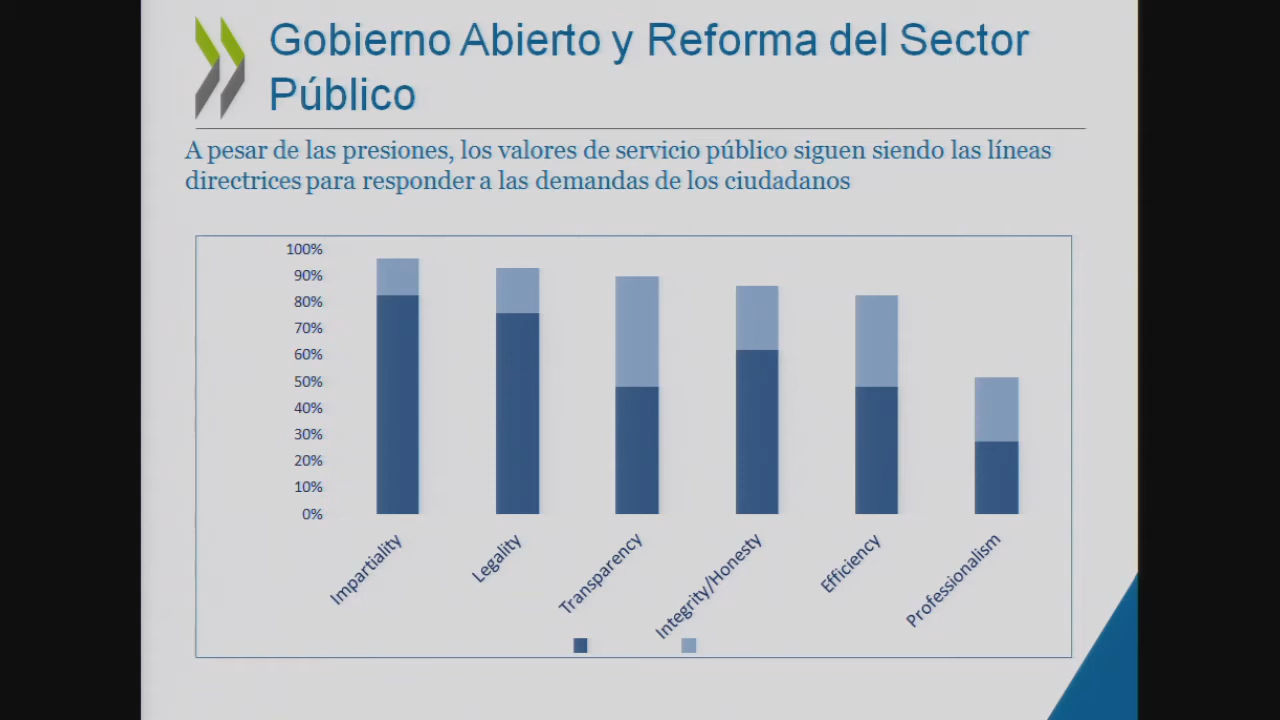 Gobierno Abierto y Reforma del Sector
Público
A pesar de las presiones, los valores de servicio público siguen siendo las líneas
directrices para responder a las demandas de los ciudadanos
100%
90%
80%
70%
60%
50%
40%
30%
20%
10%
0%
Impartiality
Legality
Transparency
Integrity/Honesty
Efficiency
Professionalism